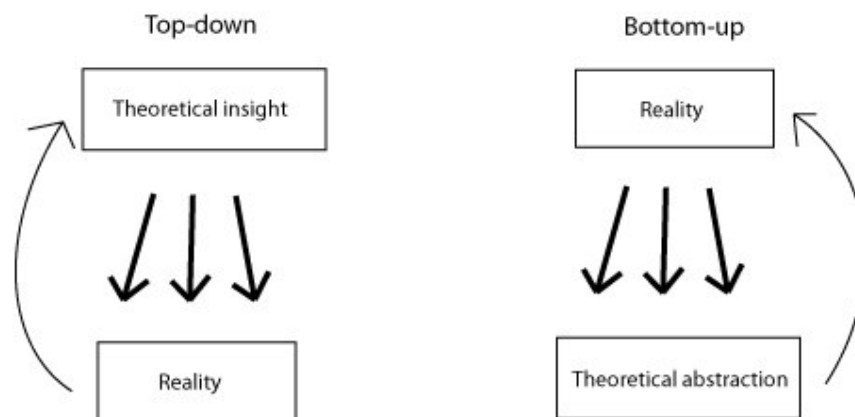 Top-down
Bottom-up
Theoretical insight
Reality
Reality
Theoretical abstraction